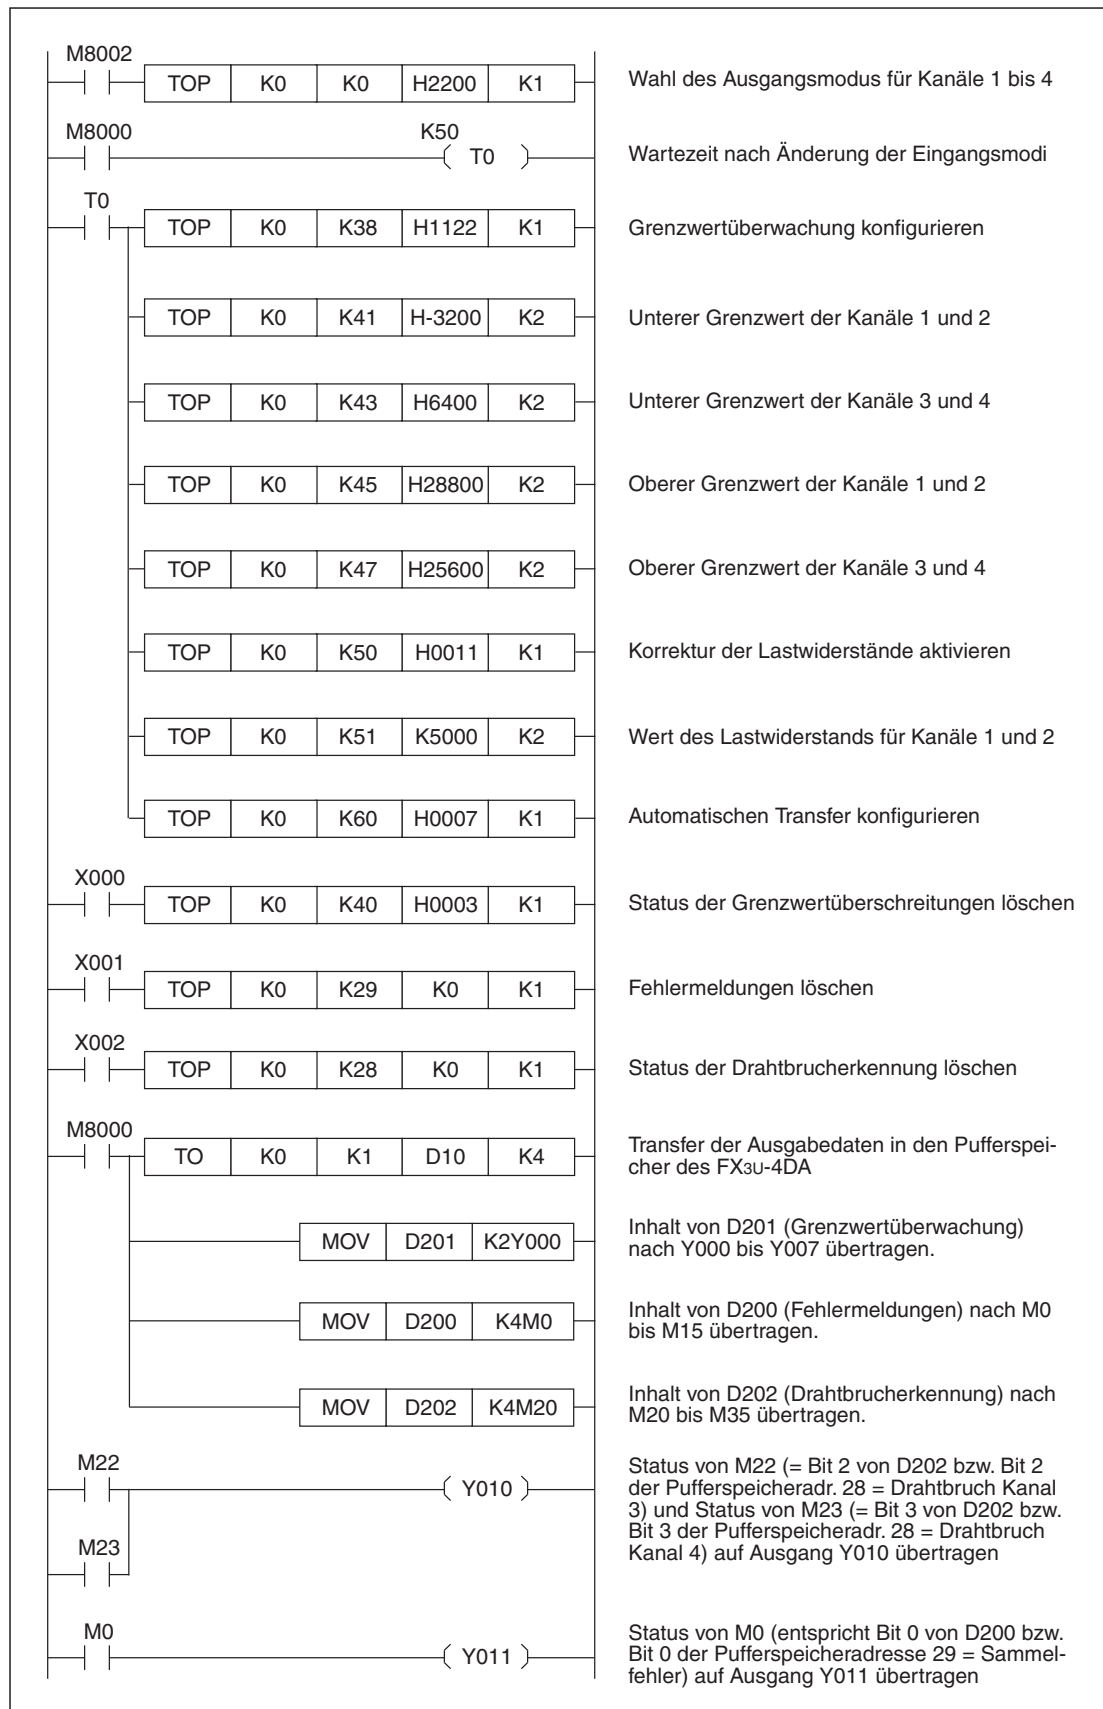 M8002
TOP K0 K0 H2200 K1 Wahl des Ausgangsmodus für Kanäle 1 bis 4
M8000 K50
T0 Wartezeit nach Änderung der Eingangsmodi
T0
TOP K0 K38 H1122 K1 Grenzwertüberwachung konfigurieren
TOP K0 K41 H-3200 K2 Unterer Grenzwert der Kanäle 1 und 2
TOP K0 K43 H6400 K2 Unterer Grenzwert der Kanäle 3 und 4
TOP K0 K45 H28800 K2 Oberer Grenzwert der Kanäle 1 und 2
TOP K0 K47 H25600 K2 Oberer Grenzwert der Kanäle 3 und 4
TOP K0 K50 H0011 K1 Korrektur der Lastwiderstände aktivieren
TOP K0 K51 K5000 K2 Wert des Lastwiderstands für Kanäle 1 und 2
TOP K0 K60 H0007 K1 Automatischen Transfer konfigurieren
X000
TOP K0 K40 H0003 K1 Status der Grenzwertüberschreitungen löschen
X001
TOP K0 K29 K0 K1 Fehlermeldungen löschen
X002
TOP K0 K28 K0 K1 Status der Drahtbrucherkennung löschen
M8000
TO K0 K1 D10 K4 Transfer der Ausgabedaten in den Pufferspei-
cher des FX3U-4DA
MOV D201 K2Y000 Inhalt von D201 (Grenzwertüberwachung)
nach Y000 bis Y007 übertragen.
MOV D200 K4M0 Inhalt von D200 (Fehlermeldungen) nach M0
bis M15 übertragen.
MOV D202 K4M20 Inhalt von D202 (Drahtbrucherkennung) nach
M20 bis M35 übertragen.
M22
Y010 Status von M22 (= Bit 2 von D202 bzw. Bit 2
der Pufferspeicheradr. 28 = Drahtbruch Kanal
3) und Status von M23 (= Bit 3 von D202 bzw.
M23 Bit 3 der Pufferspeicheradr. 28 = Drahtbruch
Kanal 4) auf Ausgang Y010 übertragen
M0
Y011 Status von M0 (entspricht Bit 0 von D200 bzw.
Bit 0 der Pufferspeicheradresse 29 = Sammel-
fehler) auf Ausgang Y011 übertragen